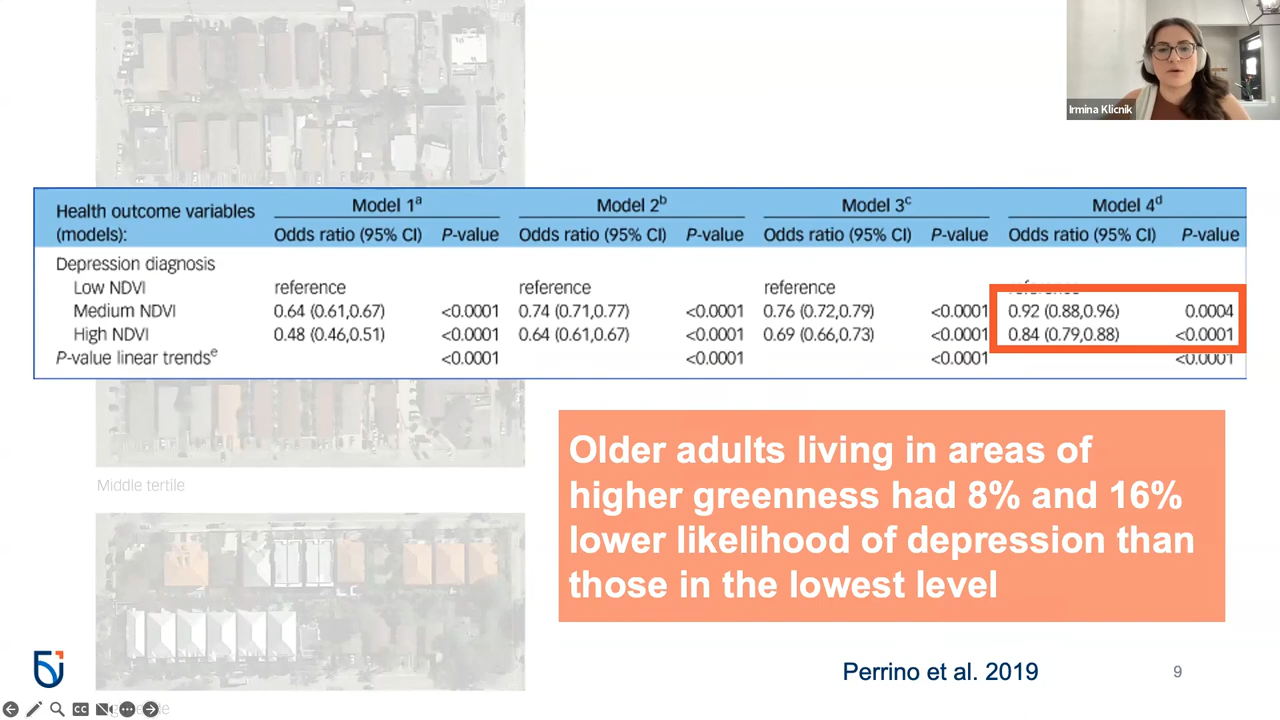 Irmina Klicnik
Health outcome variables (models): Model 1a Model 2b Model 3c Model 4d
Odds ratio (95% CI) P-value Odds ratio (95% CI) P-value Odds ratio (95% CI) P-value Odds ratio (95% CI) P-value
Depression diagnosis
Low NDVI reference reference reference reference
Medium NDVI 0.64 (0.61,0.67) <0.0001 0.74 (0.71,0.77) <0.0001 0.76 (0.72,0.79) <0.0001 0.92 (0.88,0.96) 0.0004
High NDVI 0.48 (0.46,0.51) <0.0001 0.64 (0.61,0.67) <0.0001 0.69 (0.66,0.73) <0.0001 0.84 (0.79,0.88) <0.0001
P-value linear trendse <0.0001 <0.0001 <0.0001 <0.0001
Older adults living in areas of
higher greenness had 8% and 16%
lower likelihood of depression than
those in the lowest level
Middle tertile
Perrino et al. 2019
9
CC